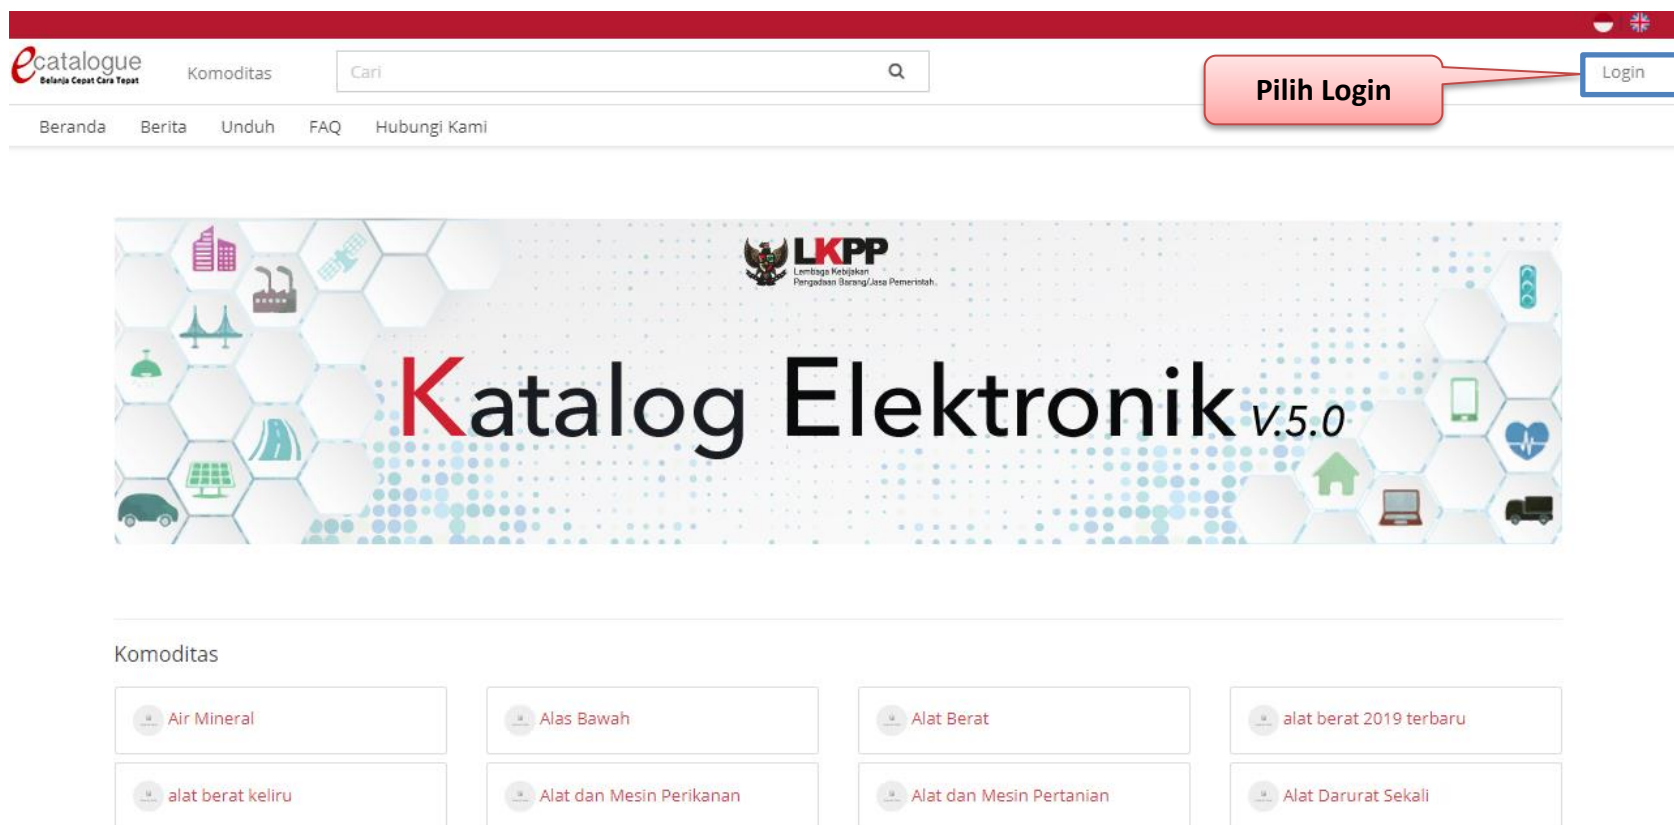 ecatalogue
Belanja Cepat Cara Tepat
Komoditas
Cari
Pilih Login
Login
Beranda Berita Unduh FAQ Hubungi Kami
LKPP
Lembaga Kebijakan
Pengadaan Barang/Jasa Pemerintah.
Katalog Elektronik V.5.0
Komoditas
Air Mineral
Alas Bawah
Alat Berat
alat berat 2019 terbaru
alat berat keliru
Alat dan Mesin Perikanan
Alat dan Mesin Pertanian
Alat Darurat Sekali